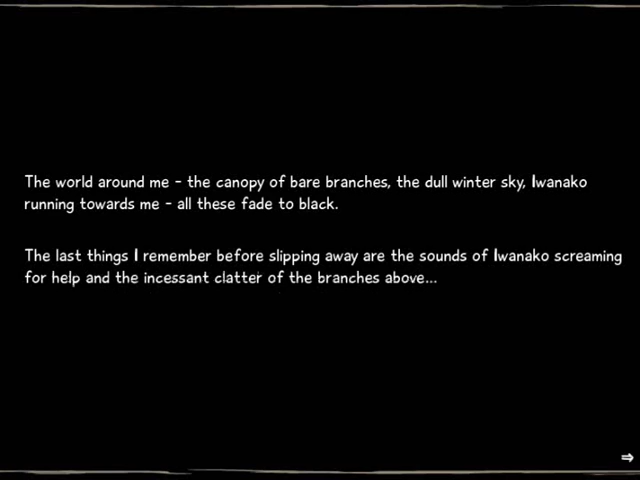 The world around me - the canopy of bare branches, the dull winter sky, Iwanako
running towards me - all these fade to black.
The last things I remember before slipping away are the sounds of Iwanako screaming
for help and the incessant clatter of the branches above...